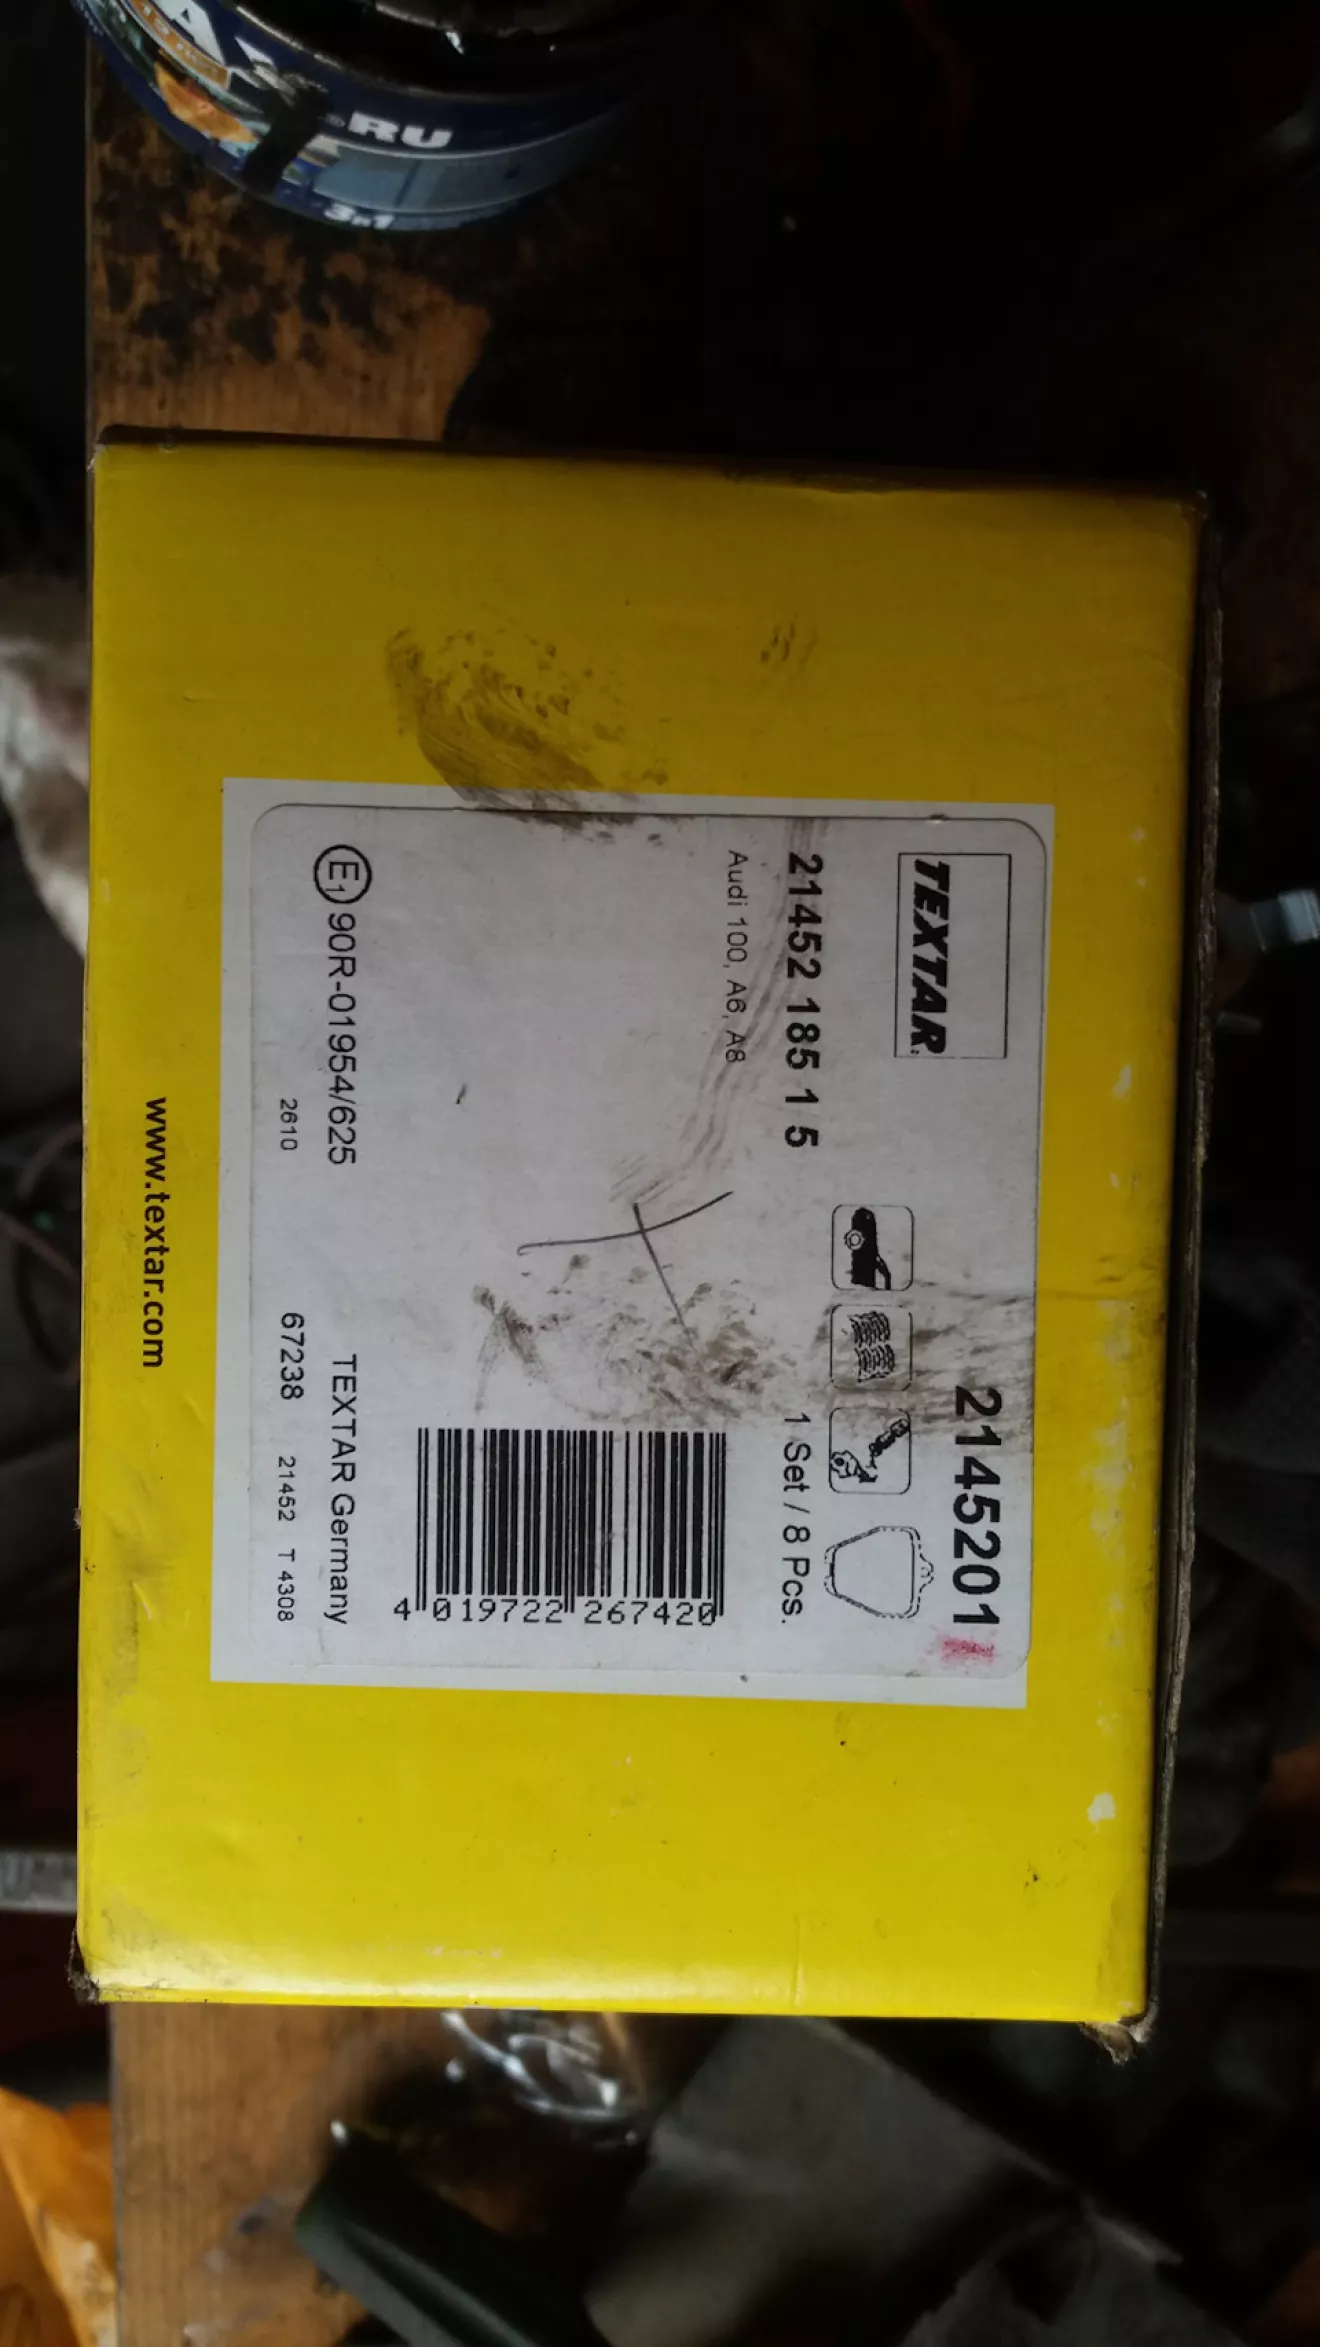 RU
3в1
TEXTAR
2145201
21452 185 1 5
1 Set / 8 Pcs.
Audi 100, A6, A8
4 019722 267420
E1 90R-01954/625
TEXTAR Germany
2610
67238
21452
T 4308
www.textar.com